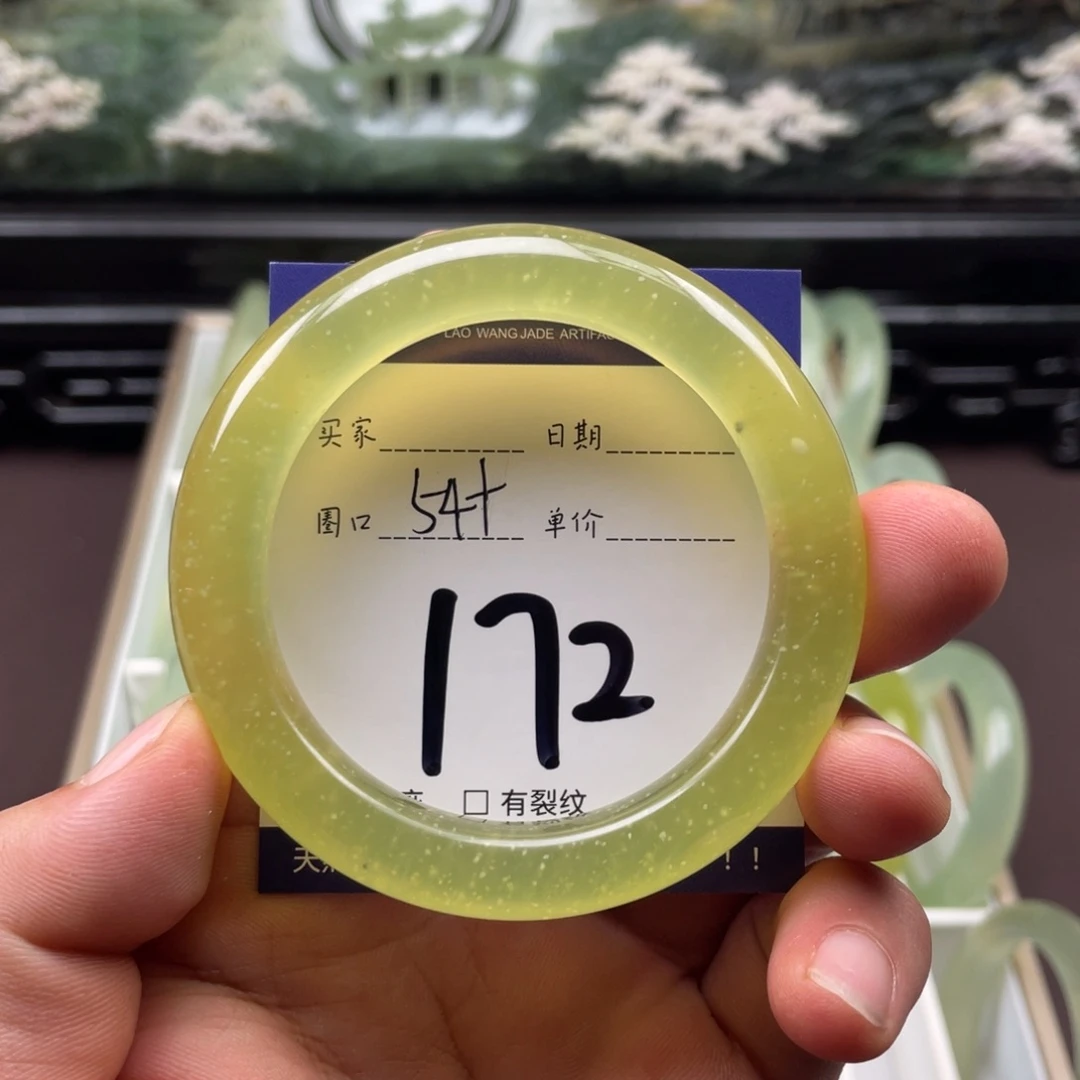 LAO WANG JADE ARTIFA
买家 日期
圈口 54+ 单价
172
□ 有裂纹
天 ！！